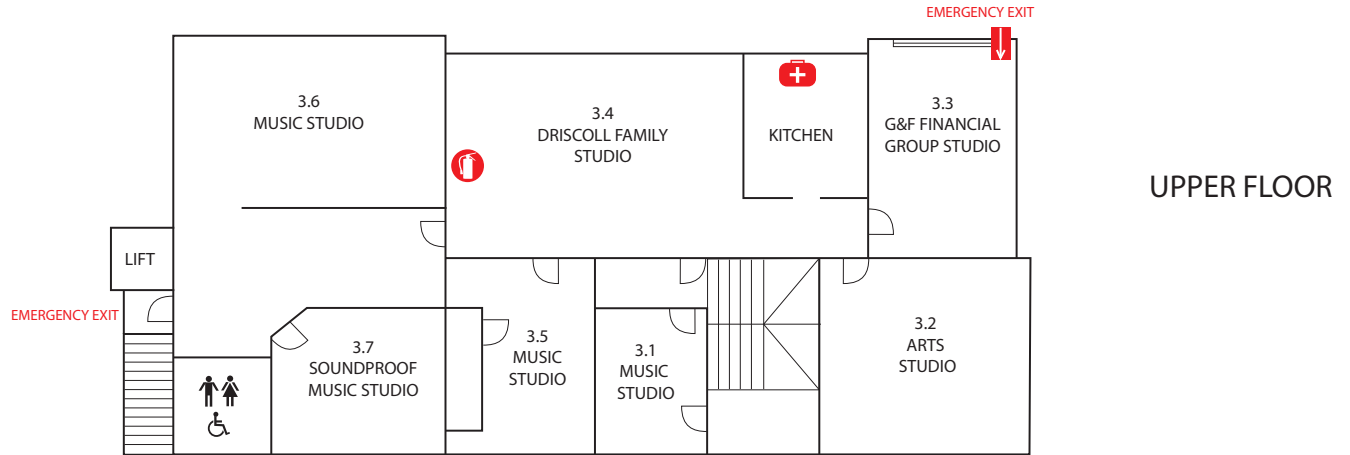 EMERGENCY EXIT
3.6
MUSIC STUDIO
3.4
DRISCOLL FAMILY
STUDIO
KITCHEN
3.3
G&F FINANCIAL
GROUP STUDIO
UPPER FLOOR
LIFT
EMERGENCY EXIT
3.7
SOUNDPROOF
MUSIC STUDIO
3.5
MUSIC
STUDIO
3.1
MUSIC
STUDIO
3.2
ARTS
STUDIO